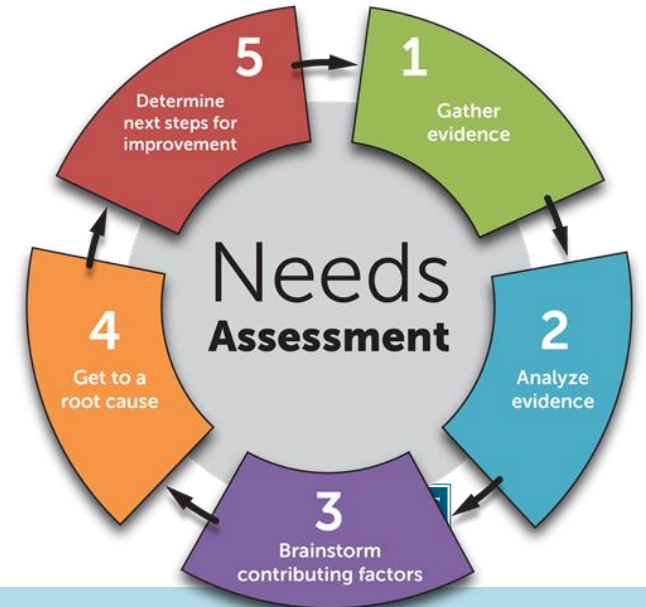 Needs
Assessment
1
Gather
evidence
2
Analyze
evidence
3
Brainstorm
contributing factors
4
Get to a
root cause
5
Determine
next steps for
improvement